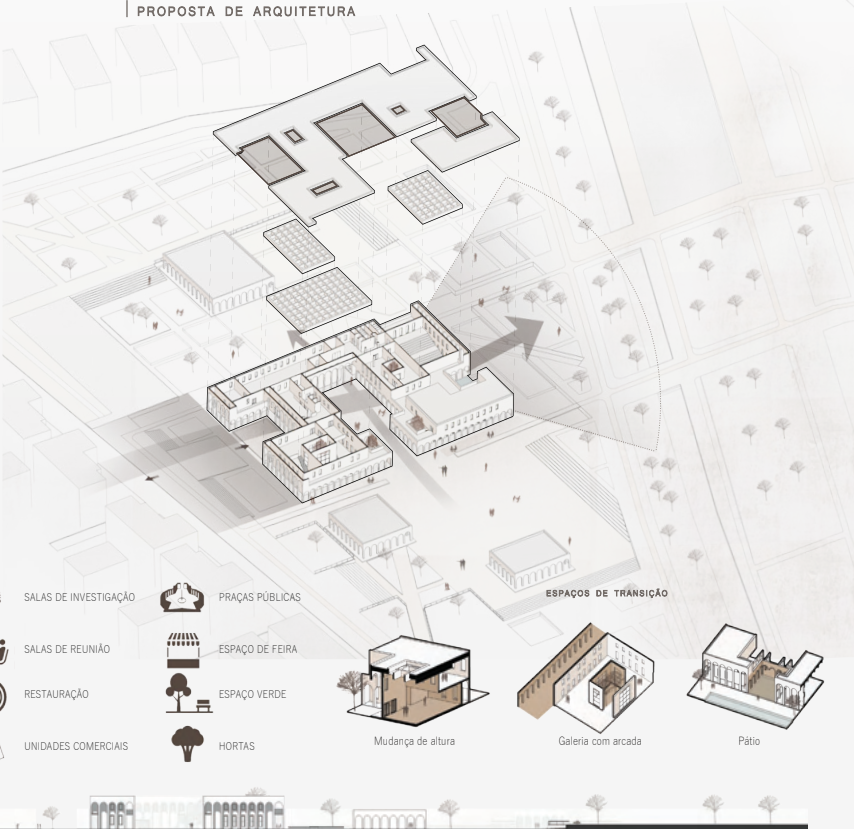 PROPOSTA DE ARQUITETURA
SALAS DE INVESTIGAÇÃO
PRAÇAS PÚBLICAS
SALAS DE REUNIÃO
ESPAÇO DE FEIRA
RESTAURAÇÃO
ESPAÇO VERDE
UNIDADES COMERCIAIS
HORTAS
ESPAÇOS DE TRANSIÇÃO
Mudança de altura
Galeria com arcada
Pátio